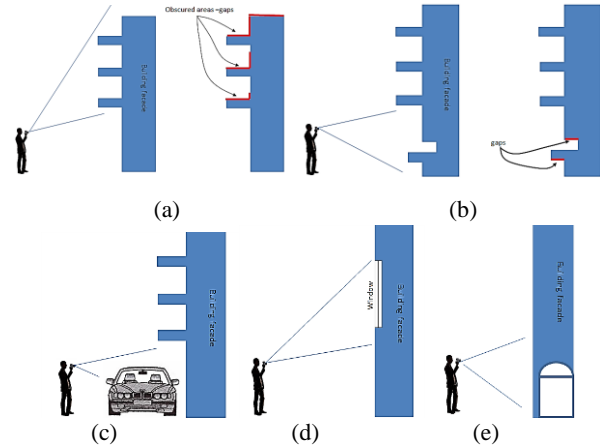 Obscured areas =gaps
Building facade
gaps
Building facade
(a)
(b)
Building facade
Window
Building facade
Building facade
(c)
(d)
(e)